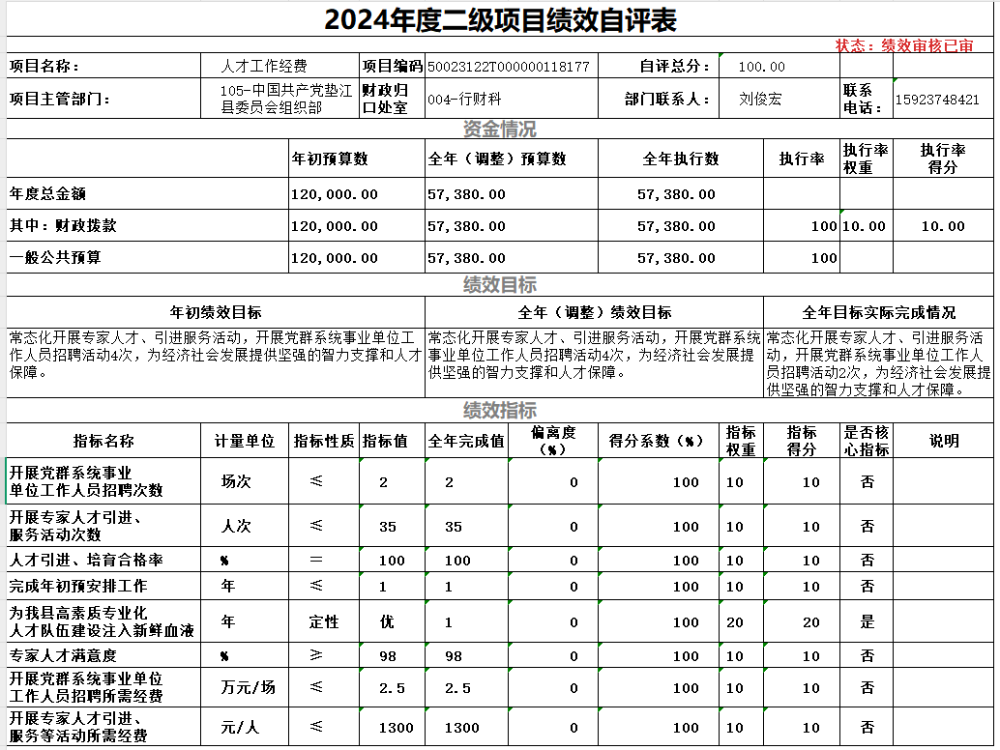 2024年度二级项目绩效自评表
状态：绩效审核已审
项目名称： 人才工作经费 项目编码 50023122T000000118177 自评总分： 100.00
项目主管部门： 105-中国共产党垫江县委员会组织部 财政归口处室 004-行财科 部门联系人： 刘俊宏 联系电话： 15923748421
资金情况
年初预算数 全年（调整）预算数 全年执行数 执行率 执行率权重 执行率得分
年度总金额 120,000.00 57,380.00 57,380.00
其中：财政拨款 120,000.00 57,380.00 57,380.00 100 10.00 10.00
一般公共预算 120,000.00 57,380.00 57,380.00 100
绩效目标
年初绩效目标 全年（调整）绩效目标 全年目标实际完成情况
常态化开展专家人才、引进服务活动，开展党群系统事业单位工
作人员招聘活动4次，为经济社会发展提供坚强的智力支撑和人才
保障。
常态化开展专家人才、引进服务活动，开展党群系统
事业单位工作人员招聘活动4次，为经济社会发展提
供坚强的智力支撑和人才保障。
常态化开展专家人才、引进服务活
动，开展党群系统事业单位工作人
员招聘活动2次，为经济社会发展提
供坚强的智力支撑和人才保障。
绩效指标
指标名称 计量单位 指标性质 指标值 全年完成值 偏离度（%） 得分系数（%） 指标权重 指标得分 是否核心指标 说明
开展党群系统事业单位工作人员招聘次数 场次 ≤ 2 2 0 100 10 10 否
开展专家人才引进、服务活动次数 人次 ≤ 35 35 0 100 10 10 否
人才引进、培育合格率 % ＝ 100 100 0 100 10 10 否
完成年初预安排工作 年 ≤ 1 1 0 100 10 10 否
为我县高素质专业化人才队伍建设注入新鲜血液 年 定性 优 1 0 100 20 20 是
专家人才满意度 % ≥ 98 98 0 100 10 10 否
开展党群系统事业单位工作人员招聘所需经费 万元/场 ≤ 2.5 2.5 0 100 10 10 否
开展专家人才引进、服务等活动所需经费 元/人 ≤ 1300 1300 0 100 10 10 否